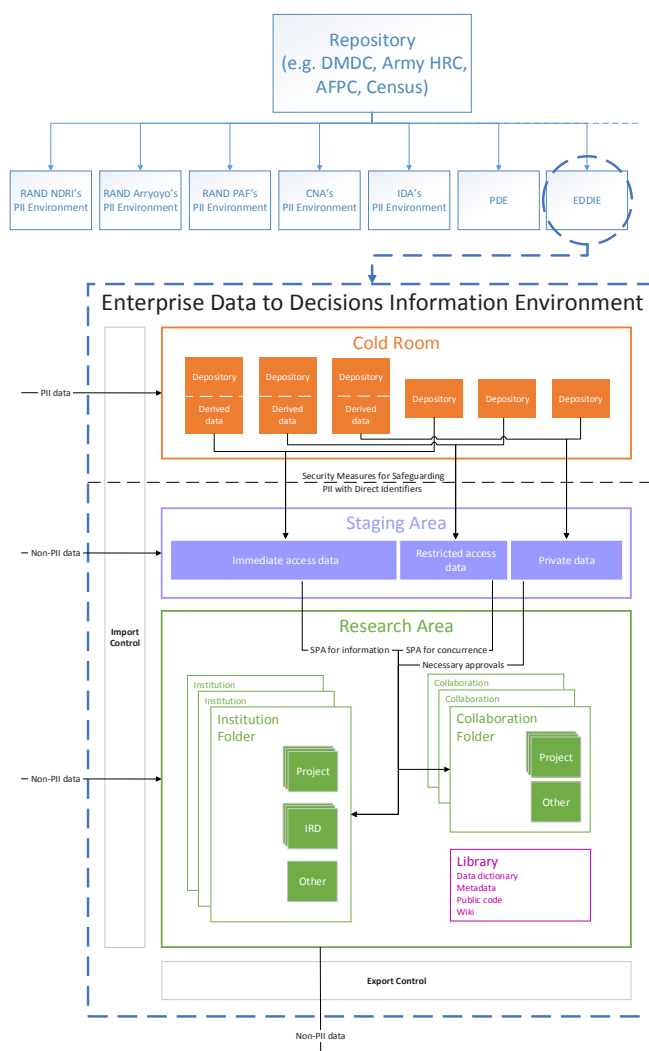 Repository
(e.g. DMDC, Army HRC,
AFPC, Census)
RAND NDRI's
PII Environment
RAND Arryoyo's
PII Environment
RAND PAF's
PII Environment
CNA's
PII Environment
IDA's
PII Environment
PDE
EDDIE
Enterprise Data to Decisions Information Environment
Cold Room
PII data
Depository
Derived data
Depository
Derived data
Depository
Derived data
Depository
Depository
Depository
Security Measures for Safeguarding
PII with Direct Identifiers
Staging Area
Non-PII data
Immediate access data
Restricted access
data
Private data
Import
Control
Research Area
SPA for information
SPA for concurrence
Necessary approvals
Institution
Institution
Institution
Folder
Project
IRD
Other
Collaboration
Collaboration
Collaboration
Folder
Project
Other
Non-PII data
Library
Data dictionary
Metadata
Public code
Wiki
Export Control
Non-PII data